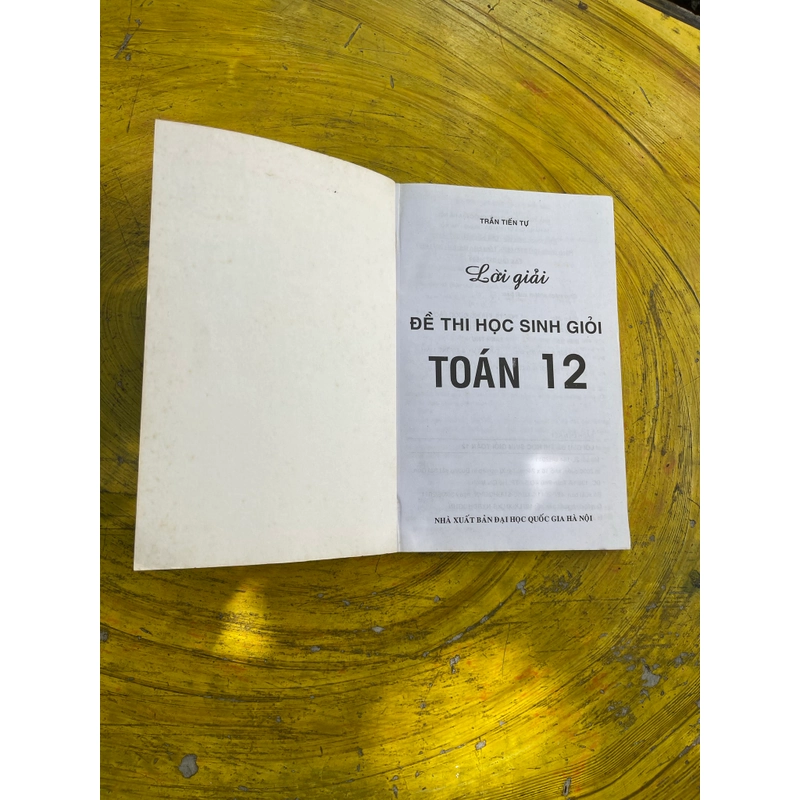 TRẦN TIẾN TỰ
Lời giải
ĐỀ THI HỌC SINH GIỎI
TOÁN 12
NHÀ XUẤT BẢN ĐẠI HỌC QUỐC GIA HÀ NỘI